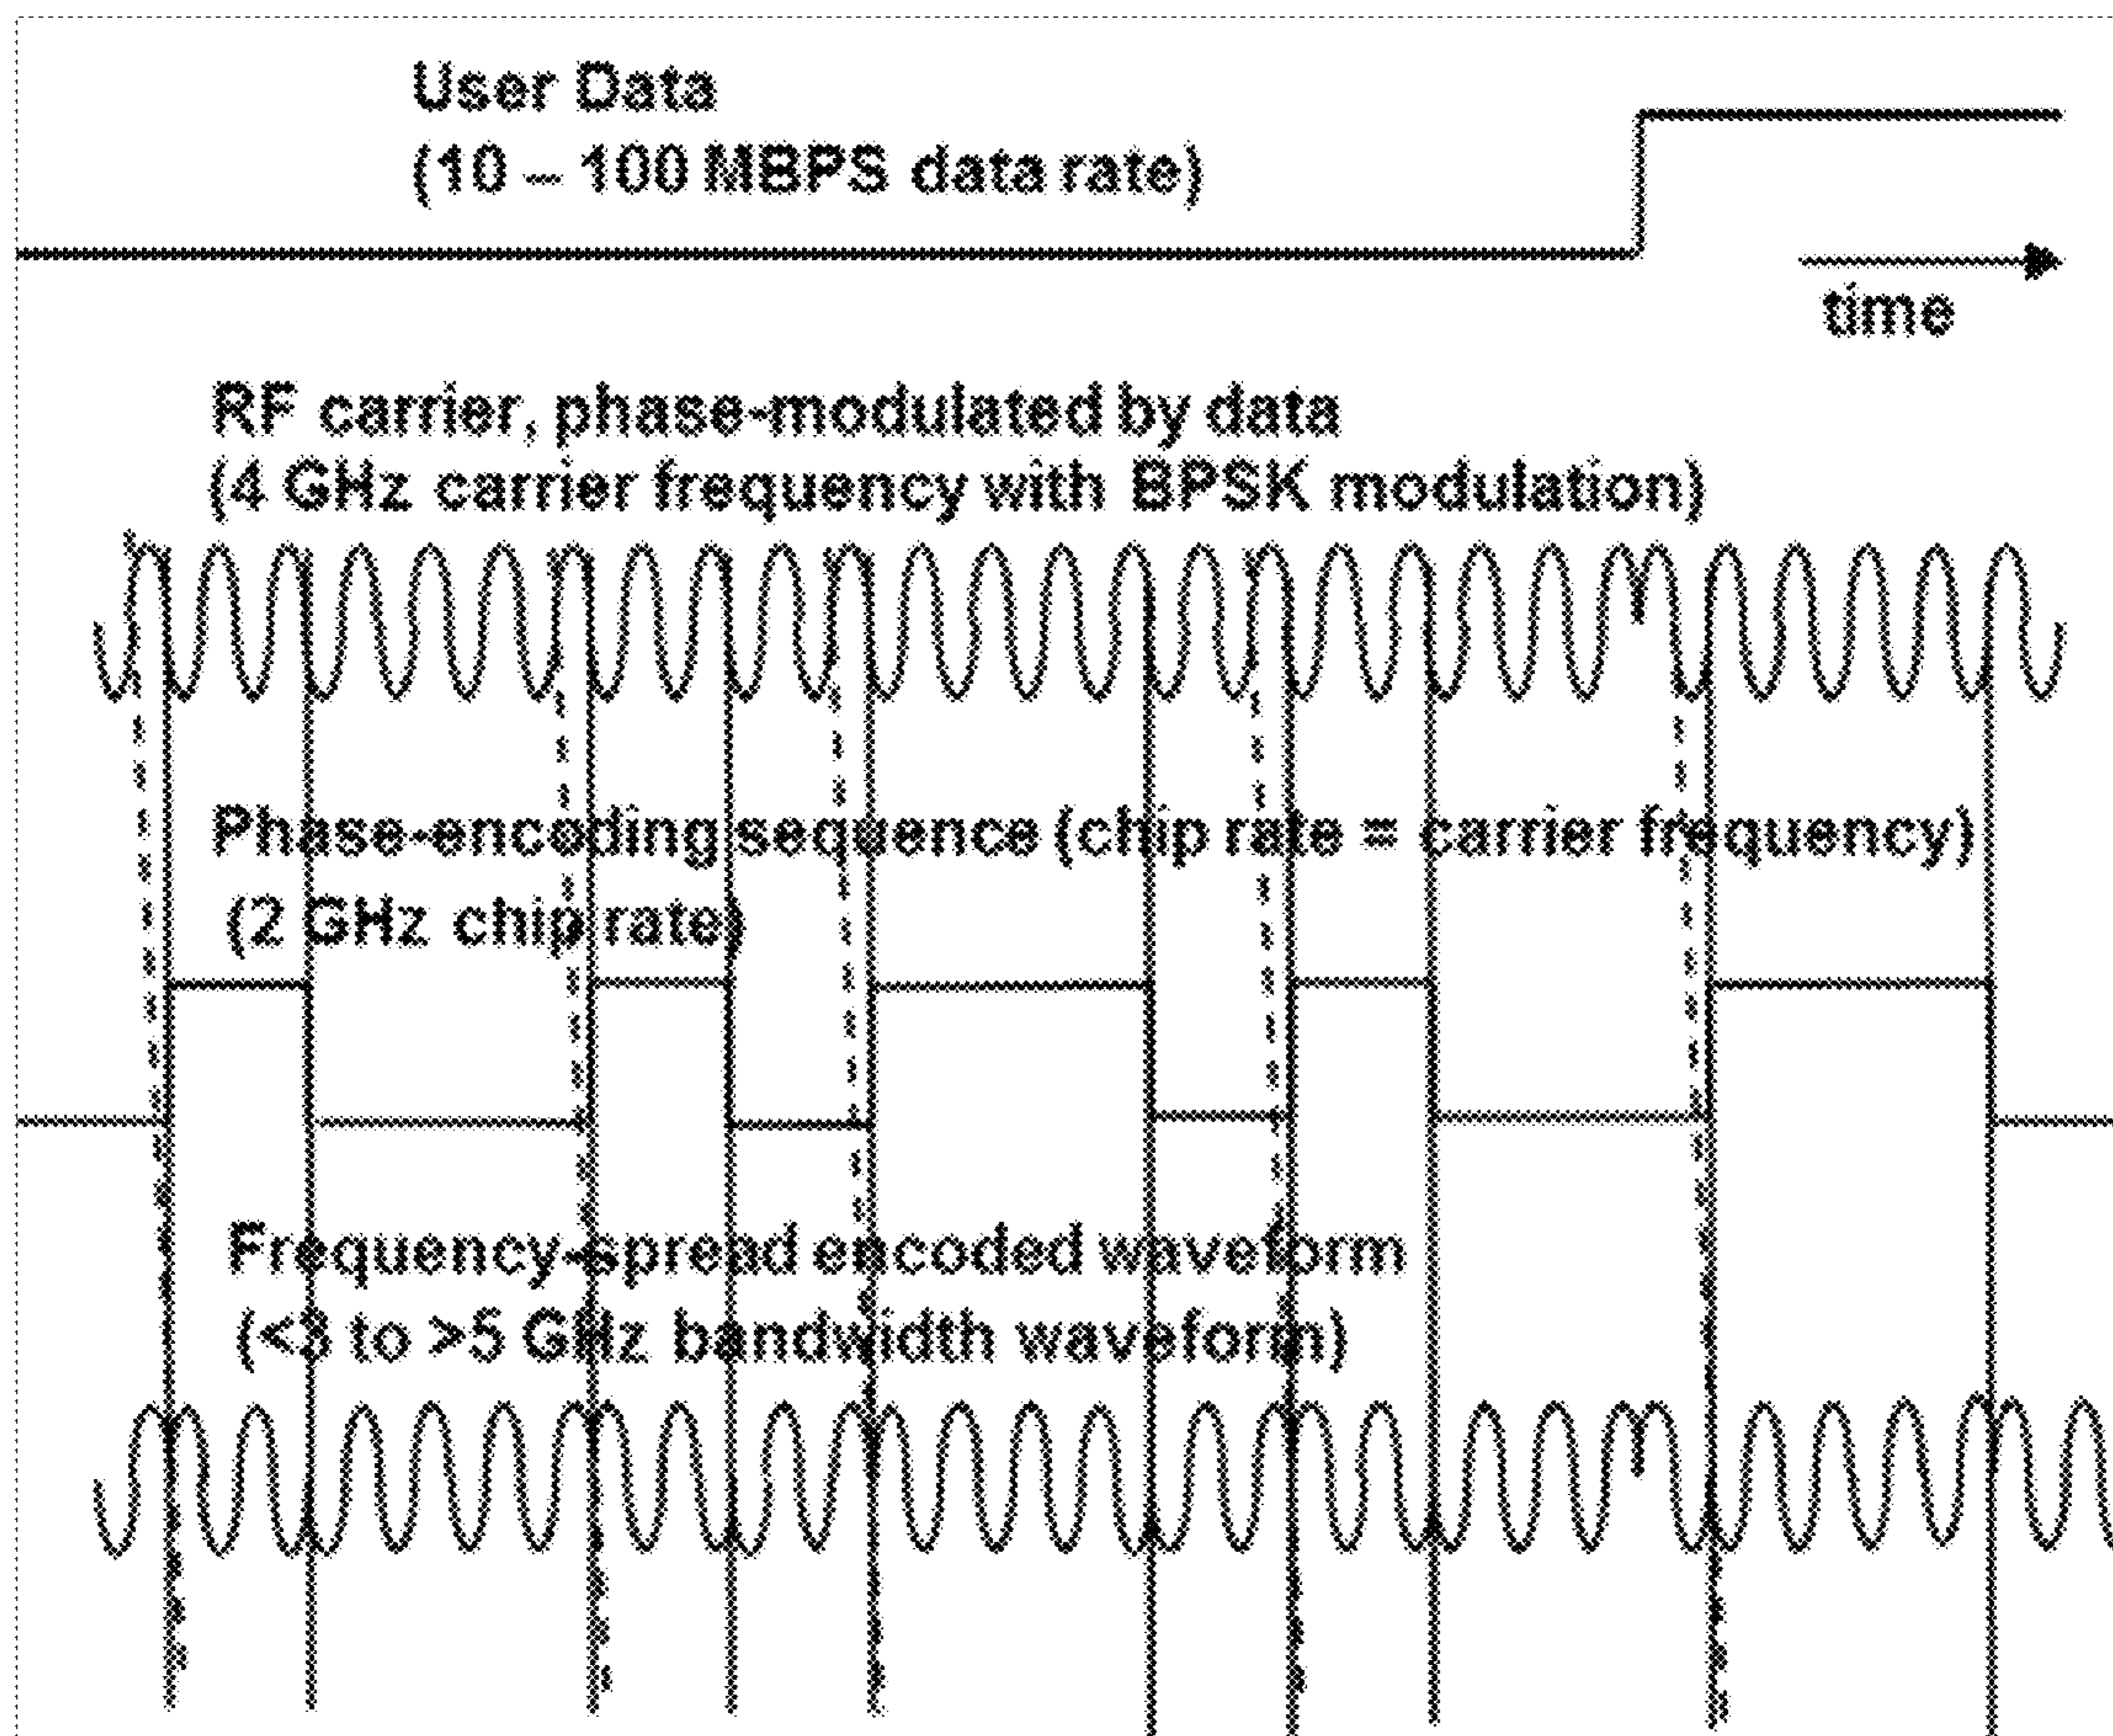 User Data
(10 – 100 MBPS data rate)
time
RF carrier, phase-modulated by data
(4 GHz carrier frequency with BPSK modulation)
Phase-encoding sequence (chip rate = carrier frequency)
(2 GHz chip rate)
Frequency-spread encoded waveform
(<3 to >5 GHz bandwidth waveform)